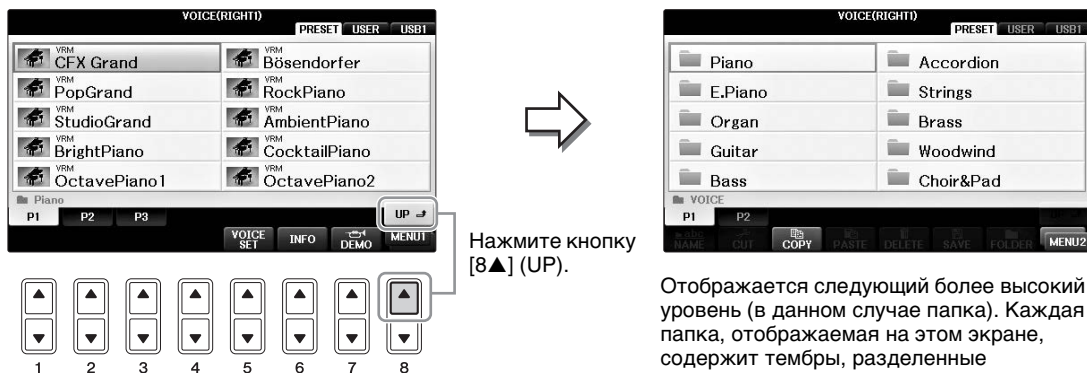 VOICE(RIGHT1)
PRESET USER USB1
VRM
CFX Grand
VRM
Bösendorfer
VRM
PopGrand
VRM
RockPiano
VRM
StudioGrand
VRM
AmbientPiano
VRM
BrightPiano
VRM
CocktailPiano
VRM
OctavePiano1
VRM
OctavePiano2
Piano
P1 P2 P3 UP
VOICE SET INFO DEMO MENU1
1 2 3 4 5 6 7 8
Нажмите кнопку
[8▲] (UP).
VOICE(RIGHT1)
PRESET USER USB1
Piano Accordion
E.Piano Strings
Organ Brass
Guitar Woodwind
Bass Choir&Pad
VOICE
P1 P2 UP
NAME CUT COPY PASTE DELETE SAVE FOLDER MENU2
Отображается следующий более высокий
уровень (в данном случае папка). Каждая
папка, отображаемая на этом экране,
содержит тембры, разделенные